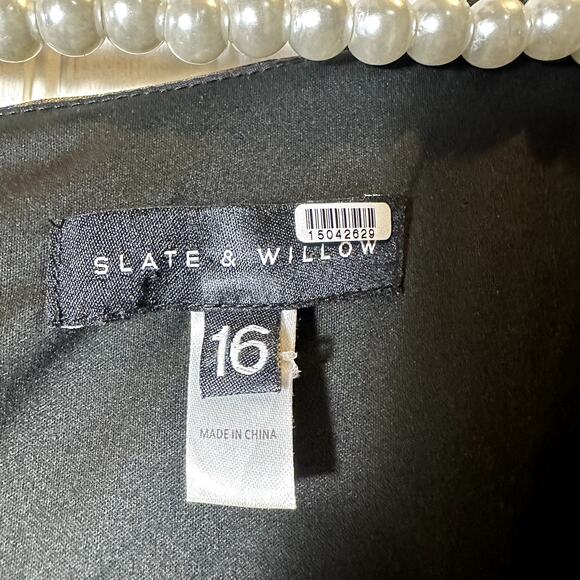 15042629
SLATE & WILLOW
16
MADE IN CHINA